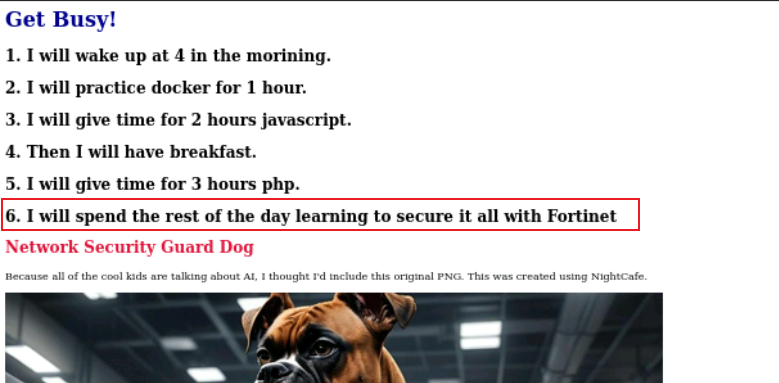 Get Busy!
1. I will wake up at 4 in the morining.
2. I will practice docker for 1 hour.
3. I will give time for 2 hours javascript.
4. Then I will have breakfast.
5. I will give time for 3 hours php.
6. I will spend the rest of the day learning to secure it all with Fortinet
Network Security Guard Dog
Because all of the cool kids are talking about AI, I thought I'd include this original PNG. This was created using NightCafe.